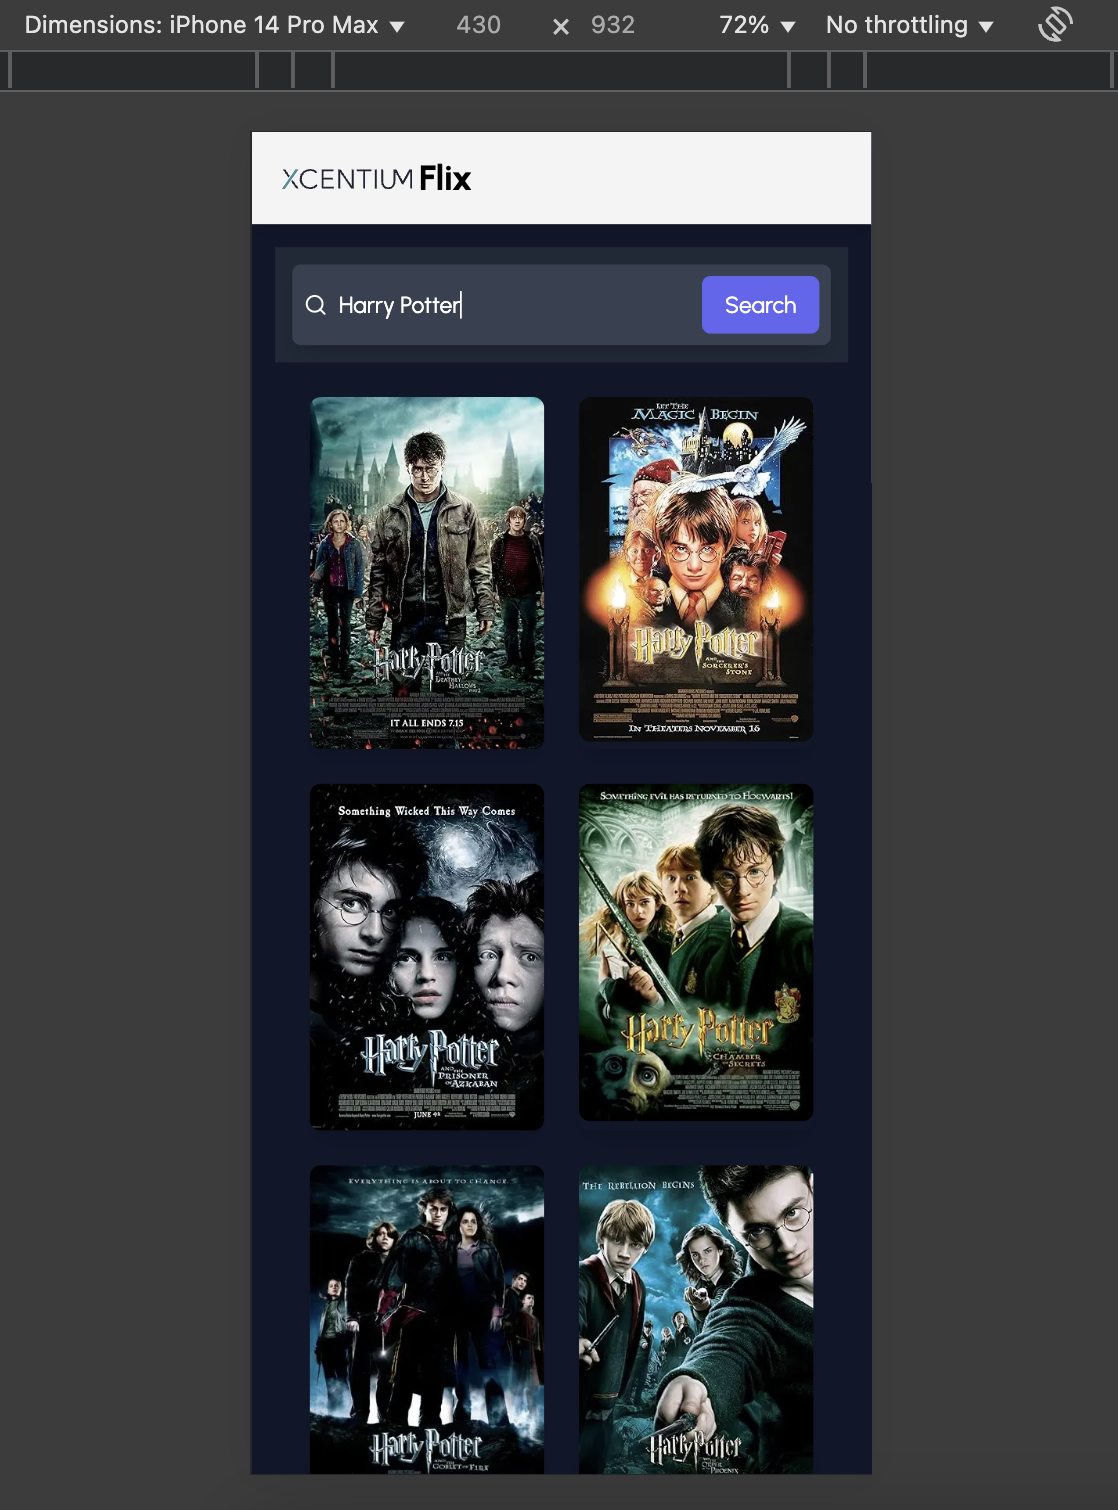 Dimensions: iPhone 14 Pro Max ▼ 430 × 932 72% ▼ No throttling ▼
XCENTIUM Flix
Harry Potter Search
Harry Potter
AND THE
DEATHLY
HALLOWS
PART 2
IT ALL ENDS 7.15
LET THE
MAGIC BEGIN
Harry Potter
AND THE
SORCERER'S
STONE
IN THEATERS NOVEMBER 16
Something Wicked This Way Comes
Harry Potter
AND THE
PRISONER
OF AZKABAN
JUNE 4th
SOMETHING EVIL HAS RETURNED TO HOGWARTS!
Harry Potter
AND THE
CHAMBER
OF SECRETS
EVERYTHING IS ABOUT TO CHANGE.
Harry Potter
AND THE
GOBLET OF FIRE
THE REBELLION BEGINS
Harry Potter
AND THE
ORDER OF THE
PHOENIX